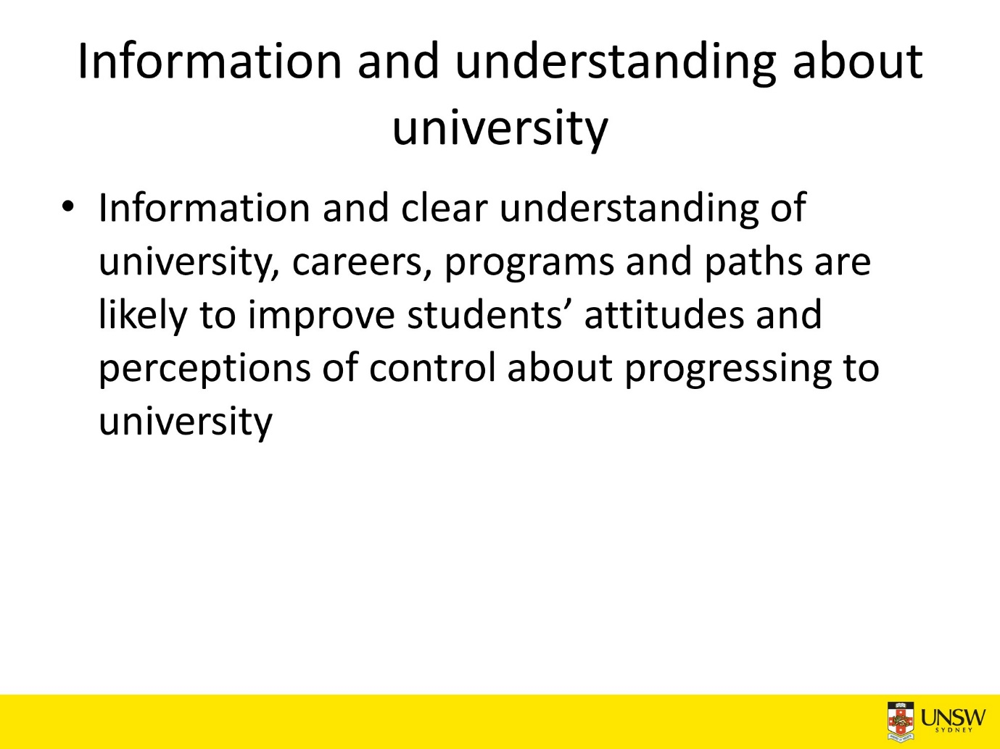 Information and understanding about
university
• Information and clear understanding of
university, careers, programs and paths are
likely to improve students’ attitudes and
perceptions of control about progressing to
university
UNSW
SYDNEY